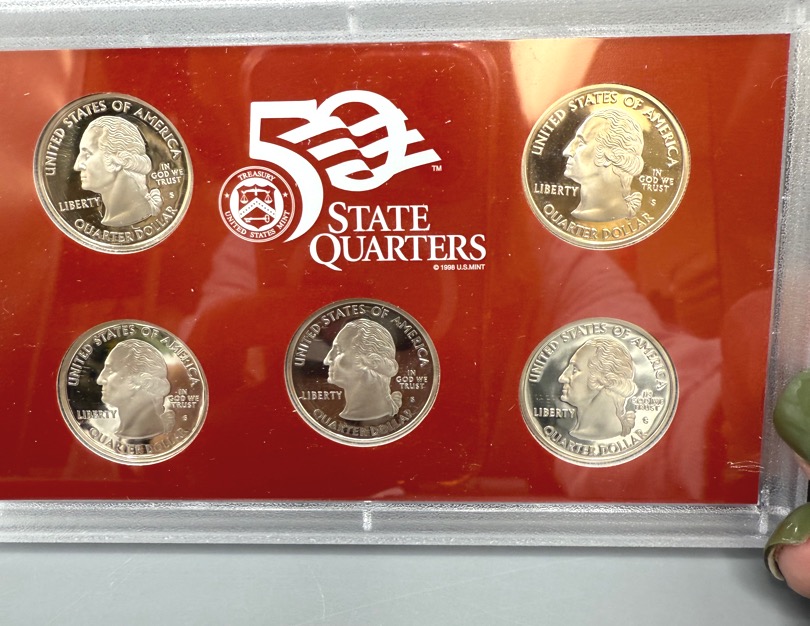 UNITED STATES OF AMERICA
IN
GOD WE
TRUST
LIBERTY
S
QUARTER DOLLAR
50
TM
TREASURY
UNITED STATES MINT
STATE
QUARTERS
© 1998 U.S. MINT
UNITED STATES OF AMERICA
IN
GOD WE
TRUST
LIBERTY
S
QUARTER DOLLAR
UNITED STATES OF AMERICA
IN
GOD WE
TRUST
LIBERTY
S
QUARTER DOLLAR
UNITED STATES OF AMERICA
IN
GOD WE
TRUST
LIBERTY
S
QUARTER DOLLAR
UNITED STATES OF AMERICA
IN
GOD WE
TRUST
LIBERTY
S
QUARTER DOLLAR